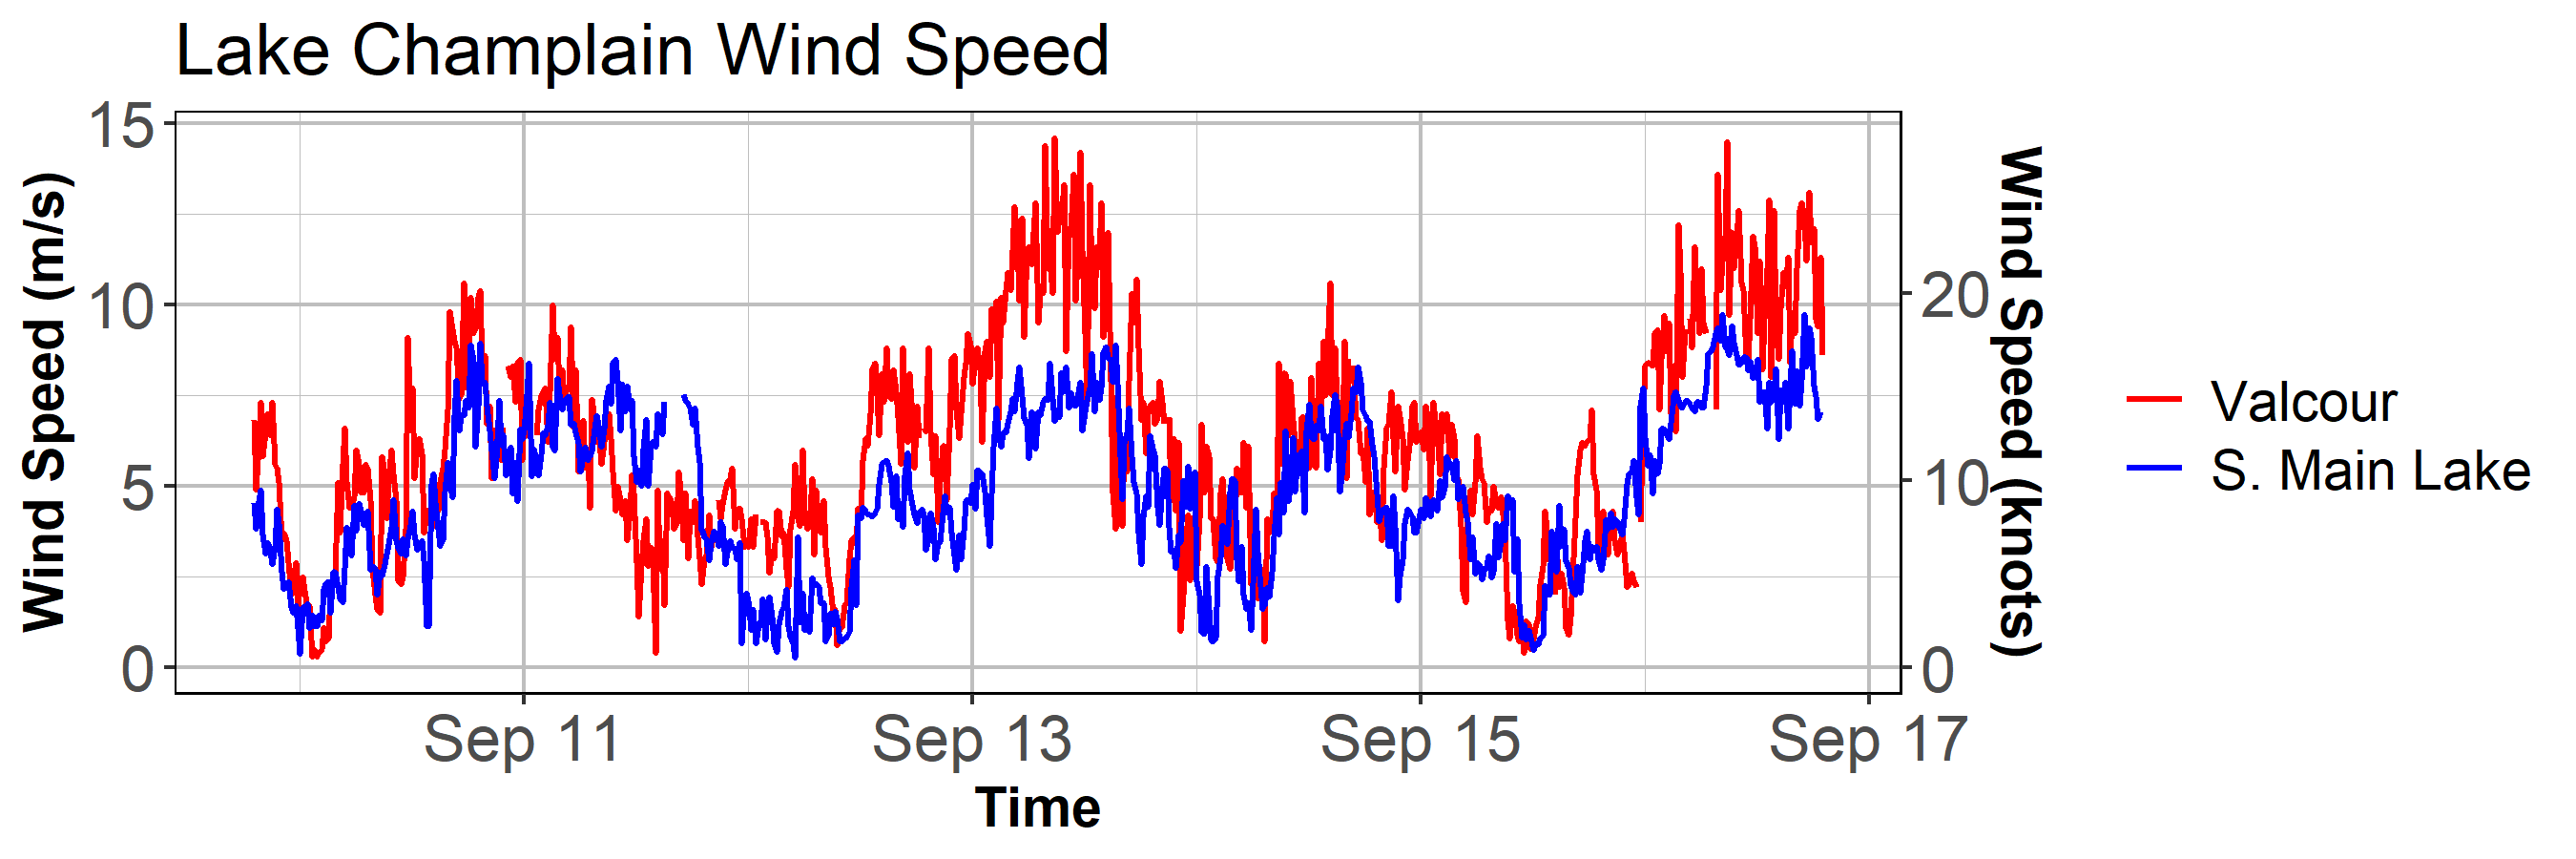 Lake Champlain Wind Speed
Wind Speed (m/s)
15
10
5
0
Sep 11
Sep 13
Sep 15
Sep 17
Time
20
10
0
Wind Speed (knots)
Valcour
S. Main Lake